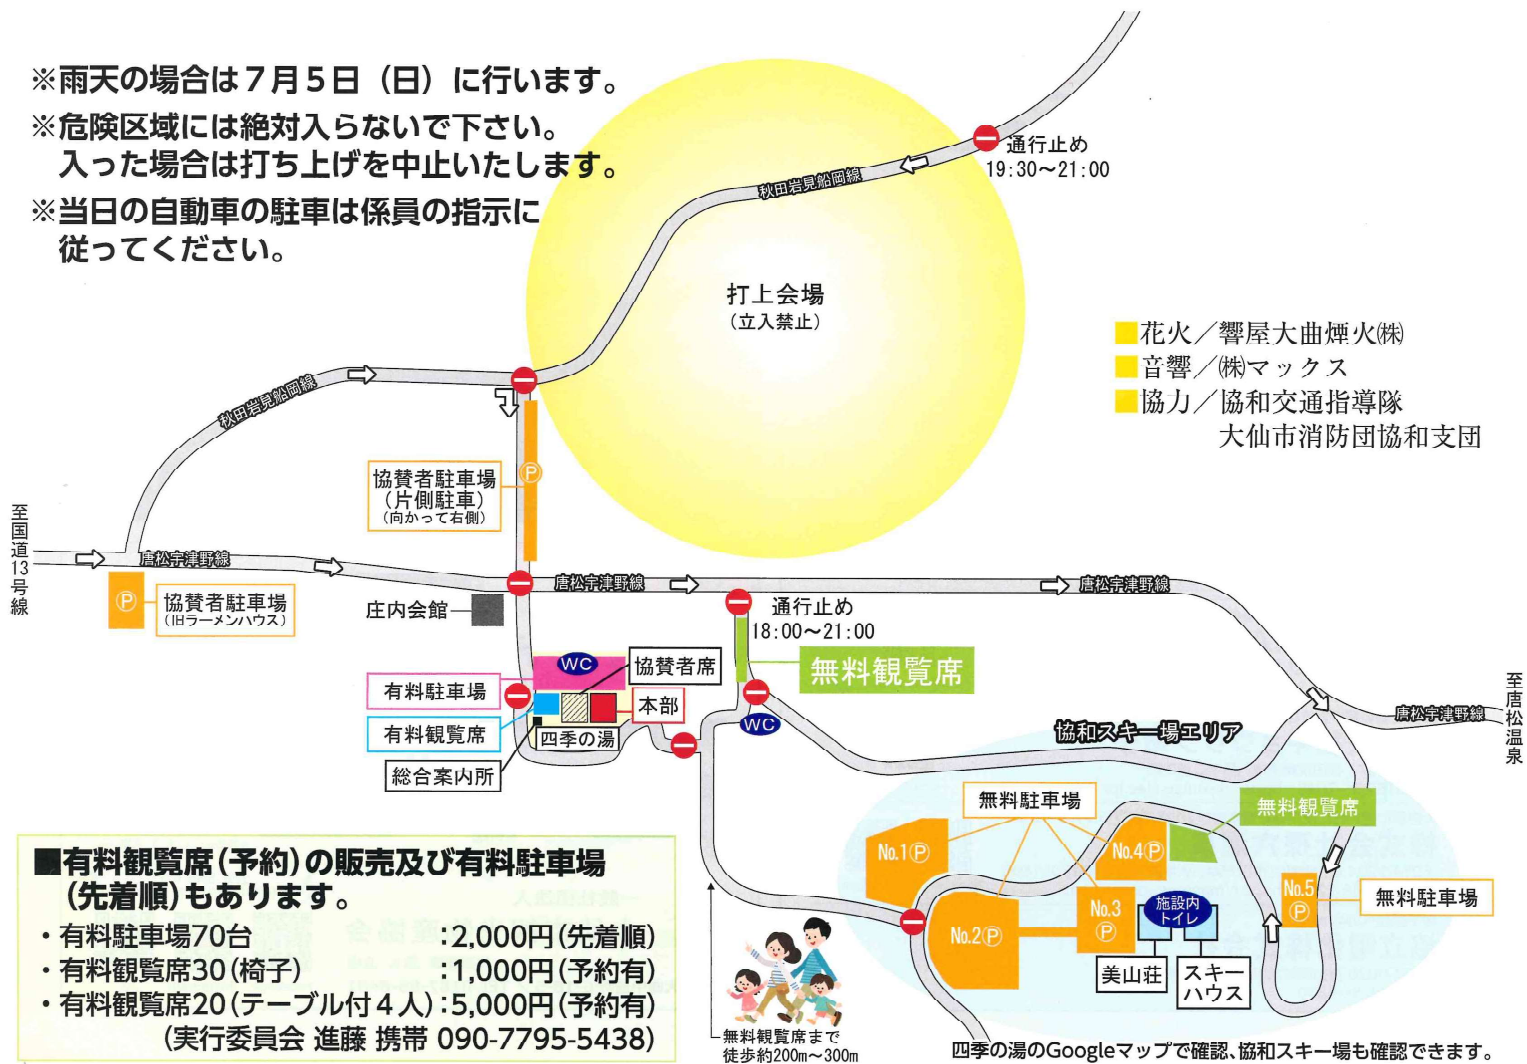 ※雨天の場合は７月５日（日）に行います。
※危険区域には絶対入らないで下さい。
入った場合は打ち上げを中止いたします。
※当日の自動車の駐車は係員の指示に
従ってください。
通行止め
19:30～21:00
秋田岩見船岡線
打上会場
（立入禁止）
■花火／響屋大曲煙火㈱
■音響／㈱マックス
■協力／協和交通指導隊
大仙市消防団協和支団
秋田岩見船岡線
協賛者駐車場
（片側駐車）
（向かって右側）
Ⓟ
至国道13号線
唐松宇津野線
唐松宇津野線
唐松宇津野線
Ⓟ
協賛者駐車場
（旧ラーメンハウス）
庄内会館
通行止め
18:00～21:00
無料観覧席
WC
協賛者席
有料駐車場
本部
有料観覧席
四季の湯
総合案内所
WC
至唐松温泉
唐松宇津野線
協和スキー場エリア
無料駐車場
無料観覧席
No.1Ⓟ
No.4Ⓟ
No.2Ⓟ
No.3
Ⓟ
施設内
トイレ
No.5
Ⓟ
無料駐車場
美山荘
スキー
ハウス
■有料観覧席（予約）の販売及び有料駐車場
（先着順）もあります。
・有料駐車場70台 :2,000円（先着順）
・有料観覧席30（椅子） :1,000円（予約有）
・有料観覧席20（テーブル付４人）:5,000円（予約有）
（実行委員会 進藤 携帯 090-7795-5438）
無料観覧席まで
徒歩約200m～300m
四季の湯のGoogleマップで確認、協和スキー場も確認できます。